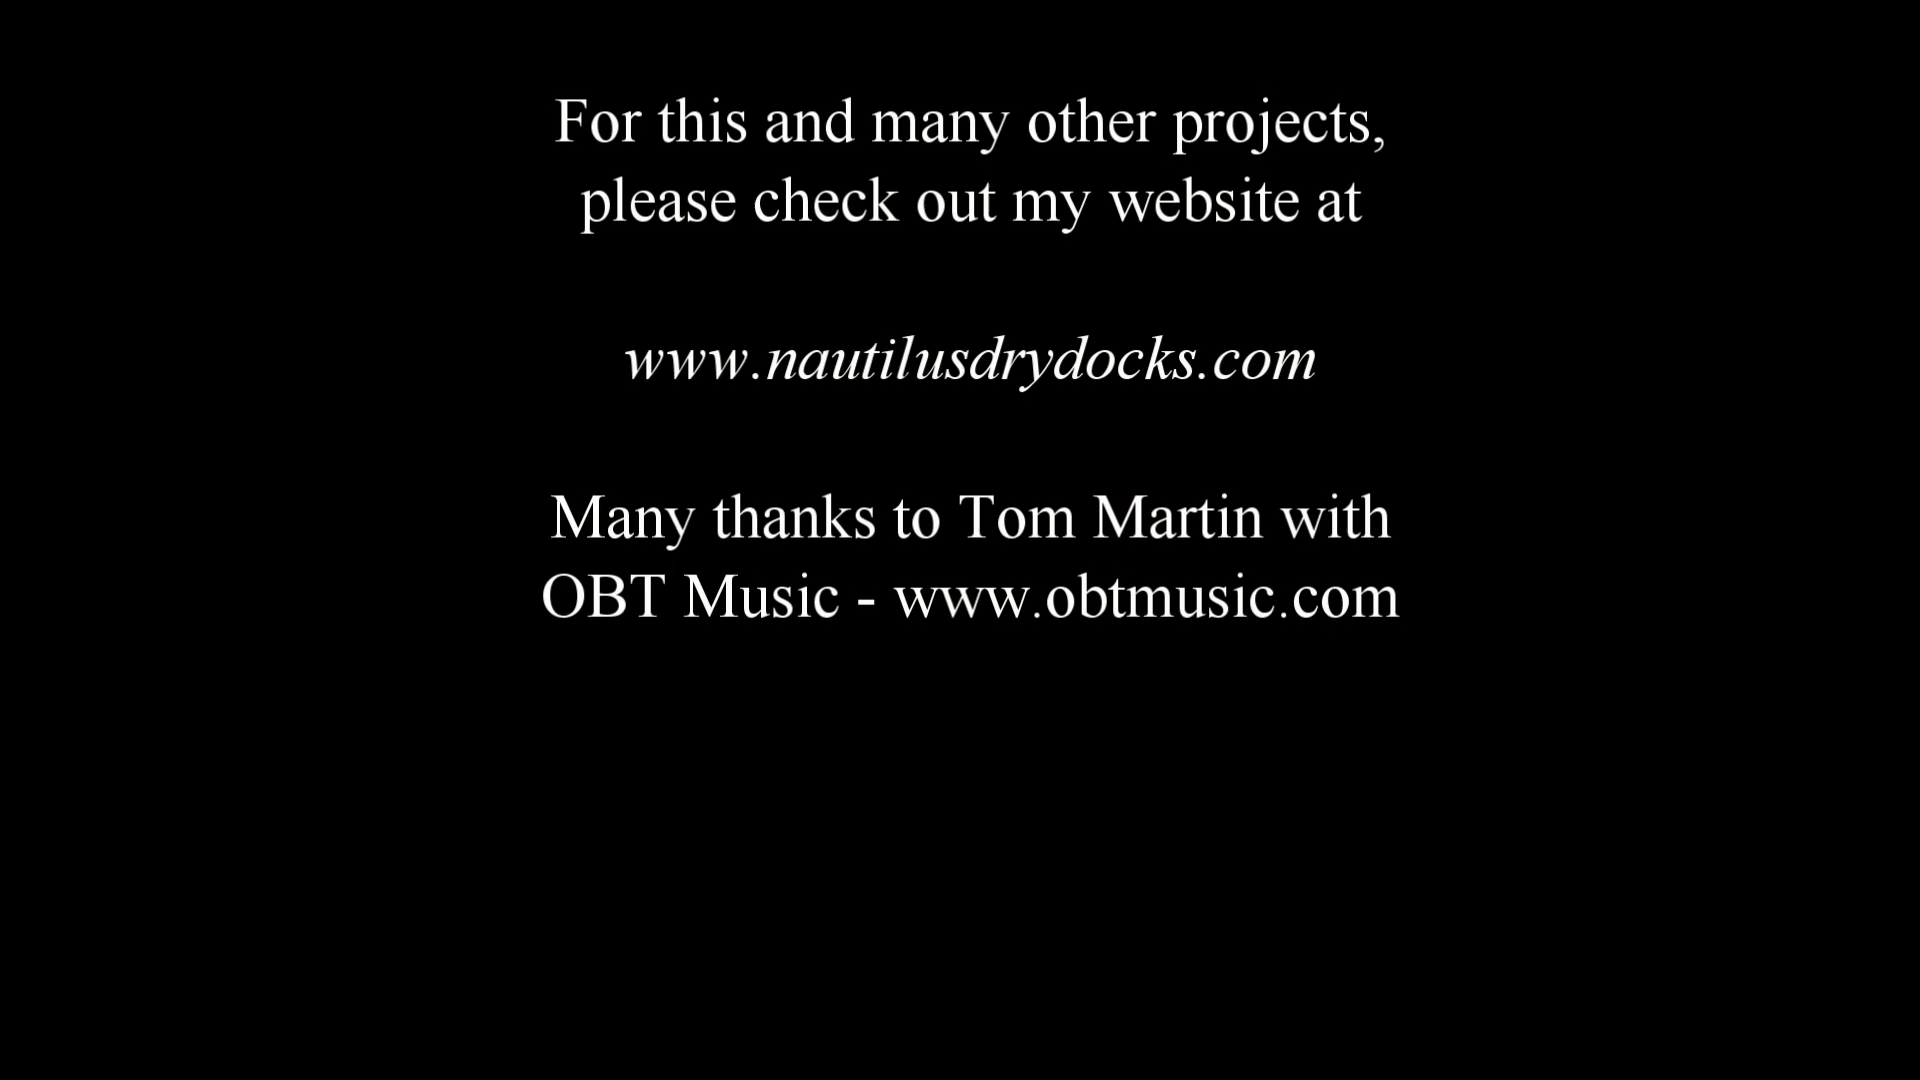 For this and many other projects,
please check out my website at
www.nautilusdrydocks.com
Many thanks to Tom Martin with
OBT Music - www.obtmusic.com